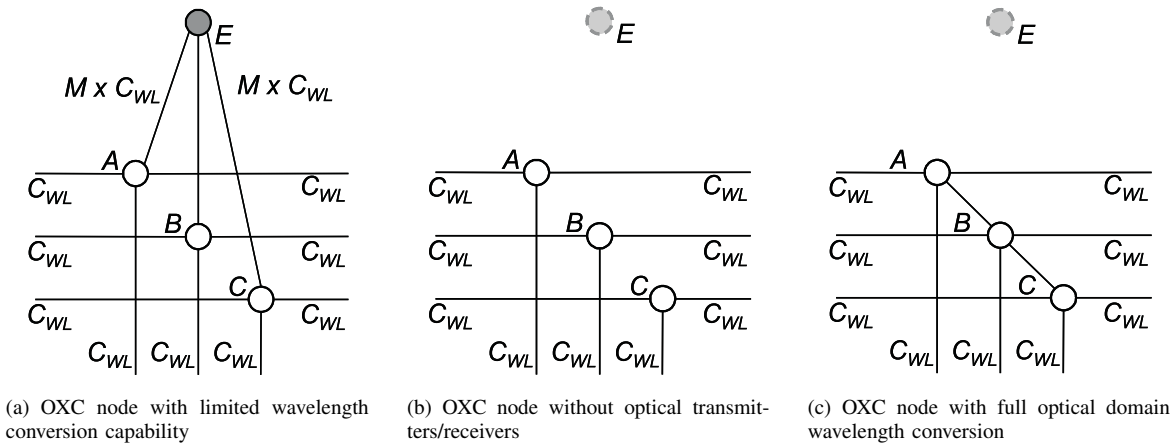 E
E
E
M x C_WL
M x C_WL
A
A
A
C_WL
C_WL
C_WL
C_WL
C_WL
C_WL
B
B
B
C_WL
C_WL
C_WL
C_WL
C_WL
C_WL
C
C
C
C_WL
C_WL
C_WL
C_WL
C_WL
C_WL
C_WL C_WL C_WL
C_WL C_WL C_WL
C_WL C_WL C_WL
(a) OXC node with limited wavelength
conversion capability
(b) OXC node without optical transmit-
ters/receivers
(c) OXC node with full optical domain
wavelength conversion